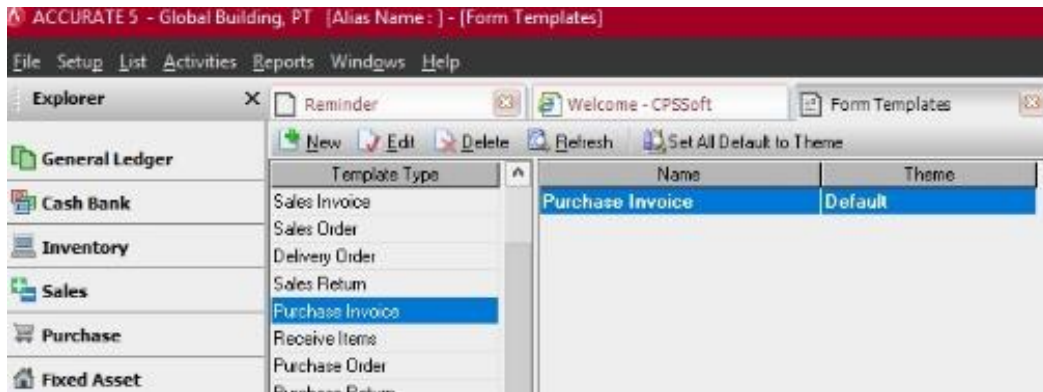 ACCURATE 5 - Global Building, PT [Alias Name : ] - [Form Templates]
File Setup List Activities Reports Windows Help
Explorer X Reminder Welcome - CPSSoft Form Templates
New Edit Delete Refresh Set All Default to Theme
General Ledger
Template Type Name Theme
Cash Bank Sales Invoice Purchase Invoice Default
Sales Order
Inventory Delivery Order
Sales Sales Return
Purchase Invoice
Purchase Receive Items
Purchase Order
Fixed Asset Purchase Return